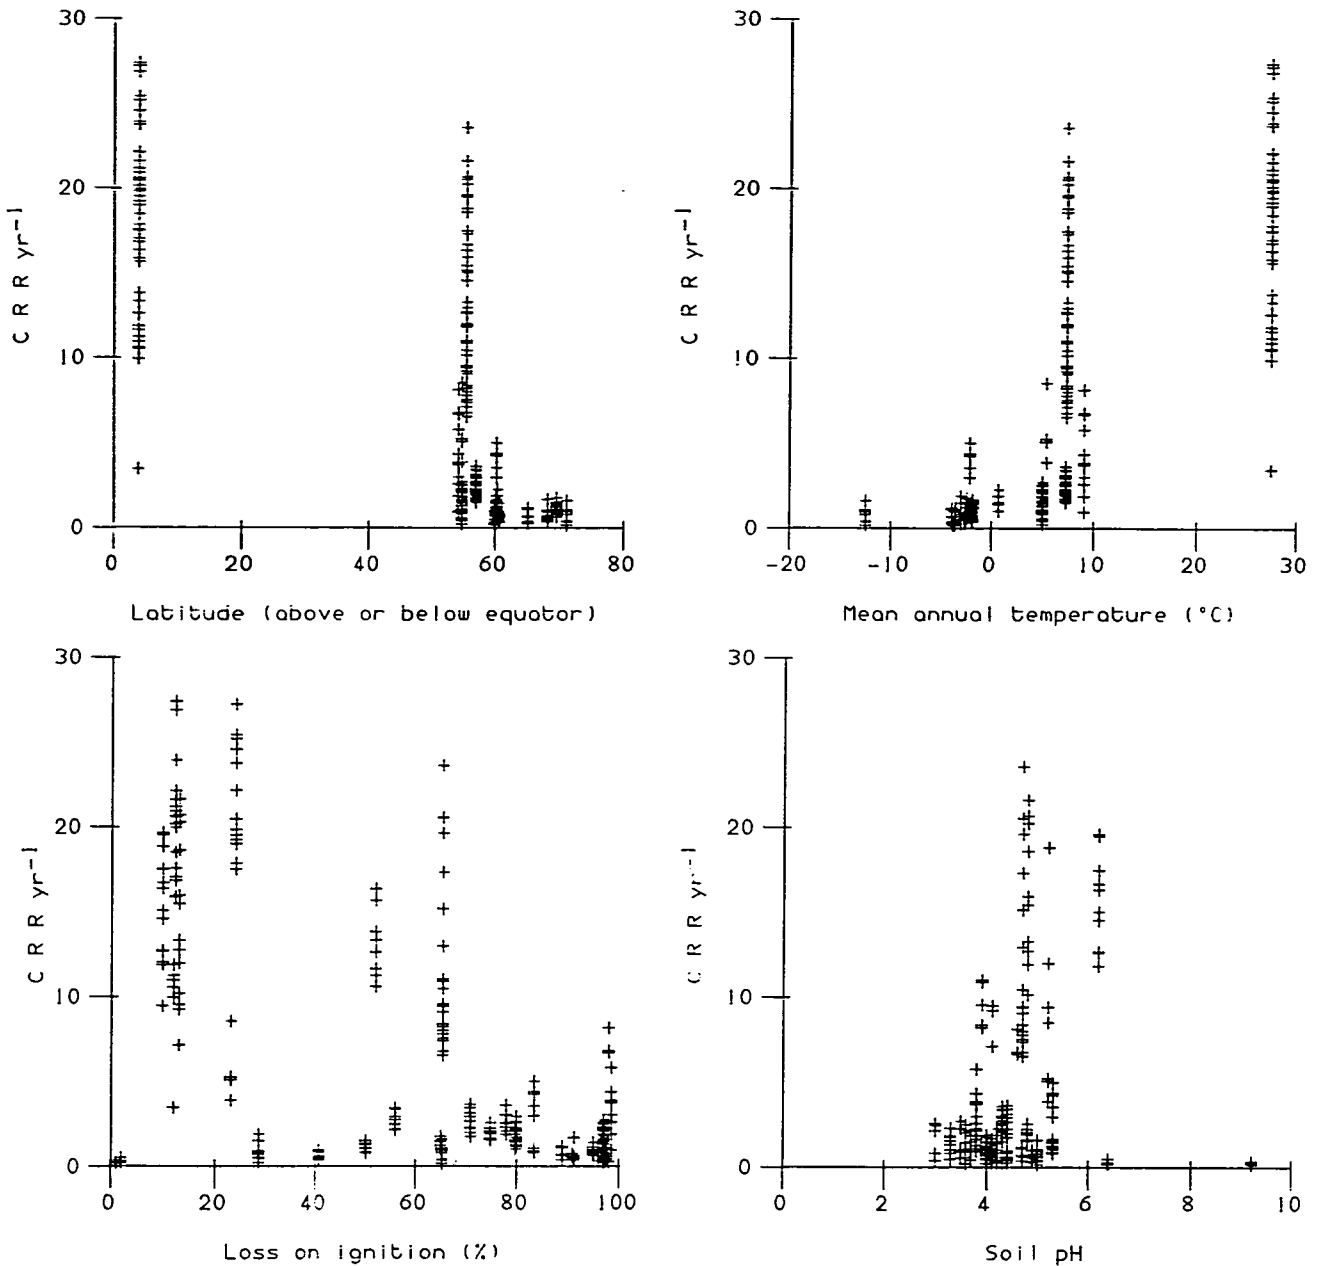 30
20
10
0
C R R yr-1
0 20 40 60 80
Latitude (above or below equator)
30
20
10
0
C R R yr-1
-20 -10 0 10 20 30
Mean annual temperature (°C)
30
20
10
0
C R R yr-1
0 20 40 60 80 100
Loss on ignition (%)
30
20
10
0
C R R yr-1
0 2 4 6 8 10
Soil pH